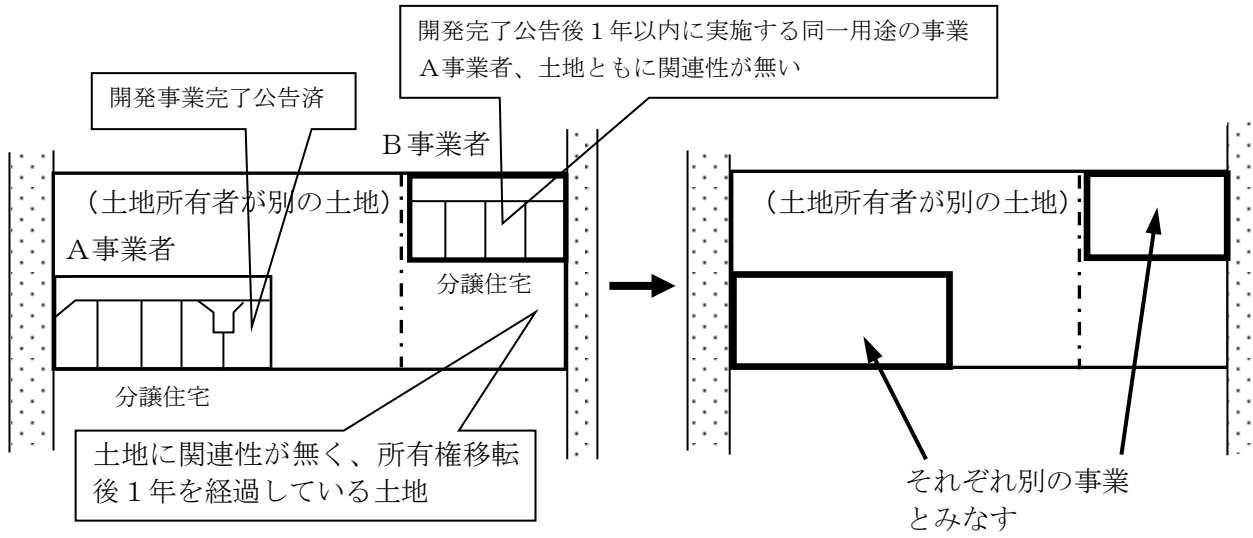 開発完了公告後１年以内に実施する同一用途の事業
Ａ事業者、土地ともに関連性が無い
開発事業完了公告済
Ｂ事業者
（土地所有者が別の土地）
Ａ事業者
分譲住宅
分譲住宅
土地に関連性が無く、所有権移転
後１年を経過している土地
（土地所有者が別の土地）
それぞれ別の事業
とみなす